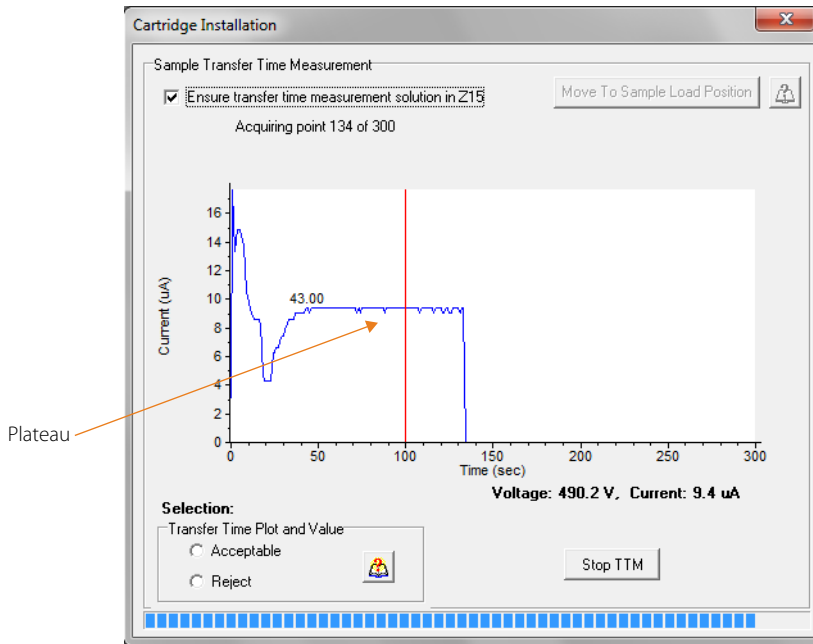 Cartridge Installation
x
Sample Transfer Time Measurement
Ensure transfer time measurement solution in Z15
Move To Sample Load Position
?
Acquiring point 134 of 300
16
14
12
10
8
6
4
2
0
Current (uA)
43.00
Plateau
0 50 100 150 200 250 300
Time (sec)
Voltage: 490.2 V, Current: 9.4 uA
Selection:
Transfer Time Plot and Value
Acceptable
?
Reject
Stop TTM